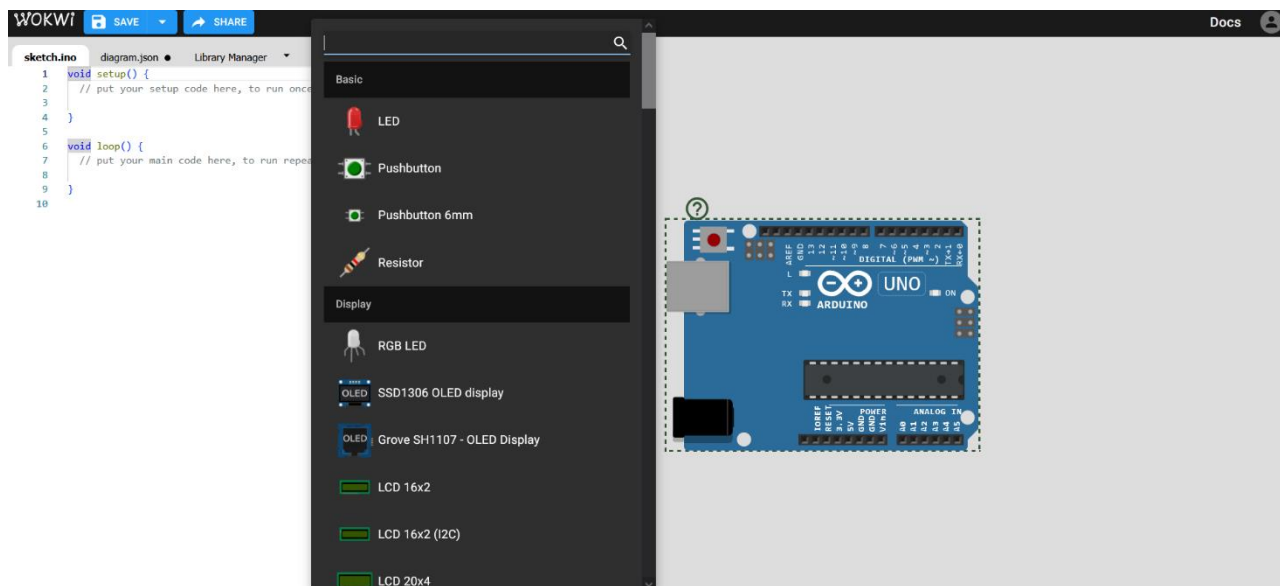 WOKWi SAVE SHARE Docs
sketch.ino diagram.json ● Library Manager
1 void setup() {
2 // put your setup code here, to run once
3
4 }
5
6 void loop() {
7 // put your main code here, to run repea
8
9 }
10
Basic
LED
Pushbutton
Pushbutton 6mm
Resistor
Display
RGB LED
OLED SSD1306 OLED display
OLED Grove SH1107 - OLED Display
LCD 16x2
LCD 16x2 (I2C)
LCD 20x4
?
AREF GND 13 12 ~11 ~10 ~9 8 7 ~6 ~5 4 ~3 2 TX→1 RX←0
DIGITAL (PWM ~)
L
TX
RX
UNO
ON
ARDUINO
IOREF RESET 3.3V 5V GND GND Vin A0 A1 A2 A3 A4 A5
POWER ANALOG IN